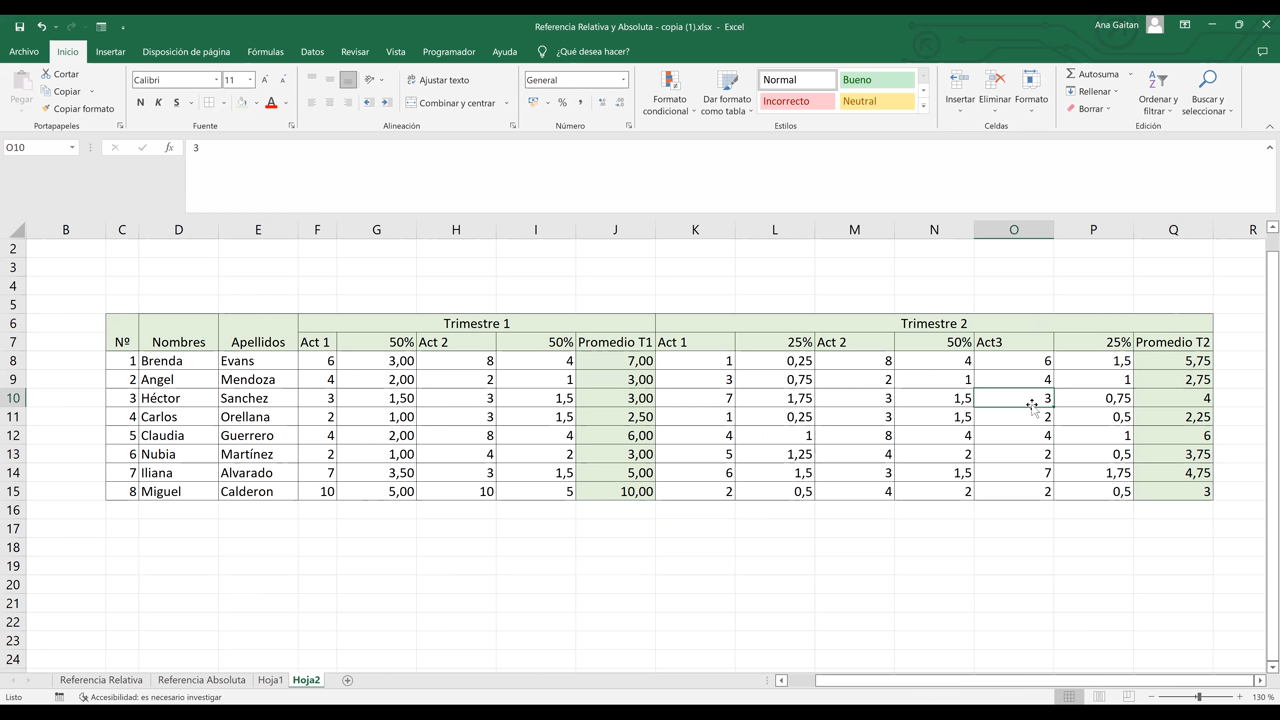 Referencia Relativa y Absoluta - copia (1).xlsx - Excel
Ana Gaitan
Archivo Inicio Insertar Disposición de página Fórmulas Datos Revisar Vista Programador Ayuda ¿Qué desea hacer?
Pegar
Cortar
Copiar
Copiar formato
Portapapeles
Calibri 11
N K S
Fuente
Ajustar texto
Combinar y centrar
Alineación
General
% 000
Número
Formato condicional
Dar formato como tabla
Normal Bueno
Incorrecto Neutral
Estilos
Insertar Eliminar Formato
Celdas
Autosuma
Rellenar
Borrar
Ordenar y filtrar
Buscar y seleccionar
Edición
O10 fx 3
B C D E F G H I J K L M N O P Q R
2
3
4
5
6 Trimestre 1 Trimestre 2
7 Nº Nombres Apellidos Act 1 50% Act 2 50% Promedio T1 Act 1 25% Act 2 50% Act3 25% Promedio T2
8 1 Brenda Evans 6 3,00 8 4 7,00 1 0,25 8 4 6 1,5 5,75
9 2 Angel Mendoza 4 2,00 2 1 3,00 3 0,75 2 1 4 1 2,75
10 3 Héctor Sanchez 3 1,50 3 1,5 3,00 7 1,75 3 1,5 3 0,75 4
11 4 Carlos Orellana 2 1,00 3 1,5 2,50 1 0,25 3 1,5 2 0,5 2,25
12 5 Claudia Guerrero 4 2,00 8 4 6,00 4 1 8 4 4 1 6
13 6 Nubia Martínez 2 1,00 4 2 3,00 5 1,25 4 2 2 0,5 3,75
14 7 Iliana Alvarado 7 3,50 3 1,5 5,00 6 1,5 3 1,5 7 1,75 4,75
15 8 Miguel Calderon 10 5,00 10 5 10,00 2 0,5 4 2 2 0,5 3
16
17
18
19
20
21
22
23
24
Referencia Relativa Referencia Absoluta Hoja1 Hoja2
Listo Accesibilidad: es necesario investigar 130 %